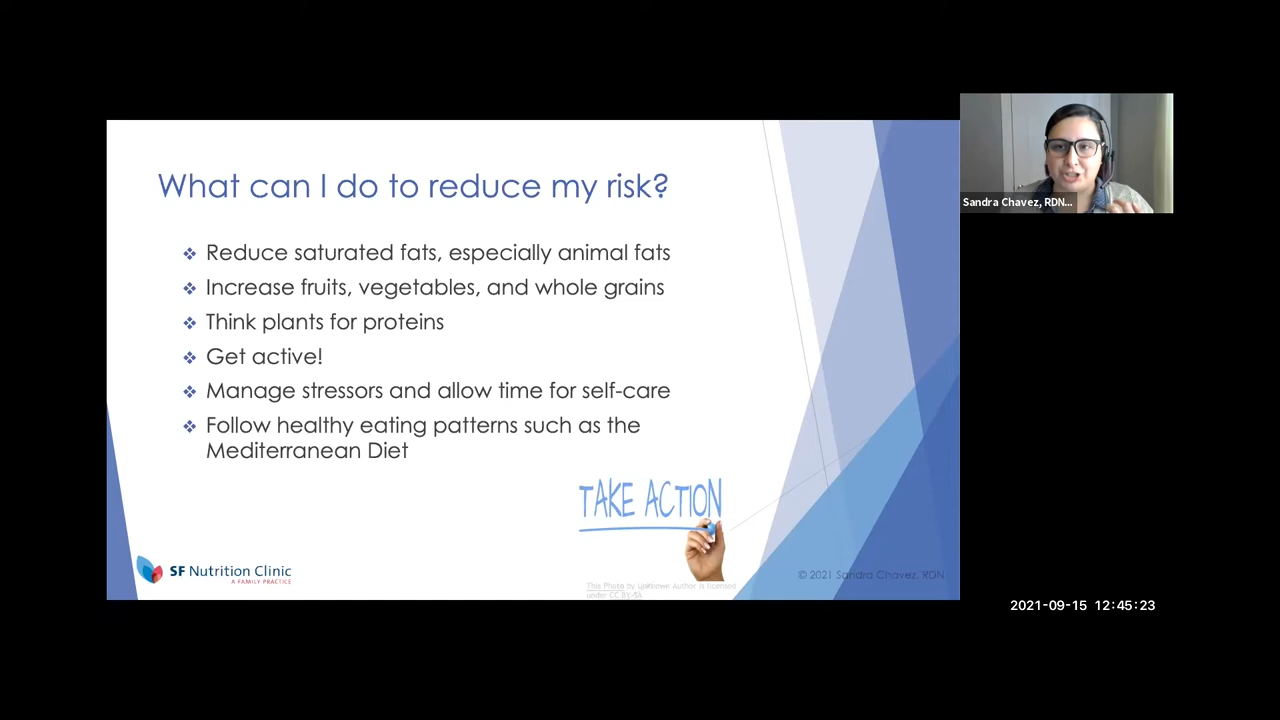 What can I do to reduce my risk?
❖ Reduce saturated fats, especially animal fats
❖ Increase fruits, vegetables, and whole grains
❖ Think plants for proteins
❖ Get active!
❖ Manage stressors and allow time for self-care
❖ Follow healthy eating patterns such as the
Mediterranean Diet
TAKE ACTION
SF Nutrition Clinic
A FAMILY PRACTICE
This Photo by Unknown Author is licensed
under CC BY-SA
© 2021 Sandra Chavez, RDN
Sandra Chavez, RDN...
2021-09-15 12:45:23